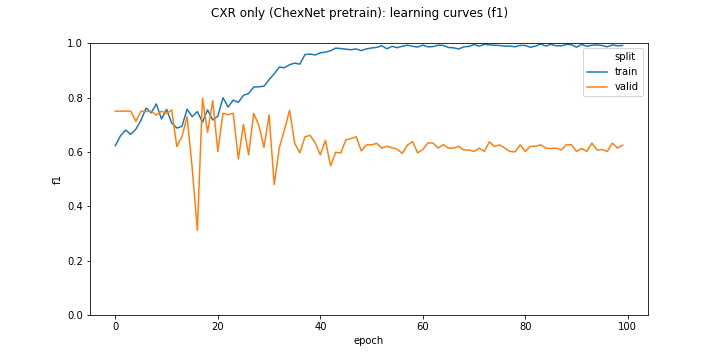 CXR only (ChexNet pretrain): learning curves (f1)
1.0
0.8
0.6
0.4
0.2
0.0
f1
split
train
valid
0 20 40 60 80 100
epoch